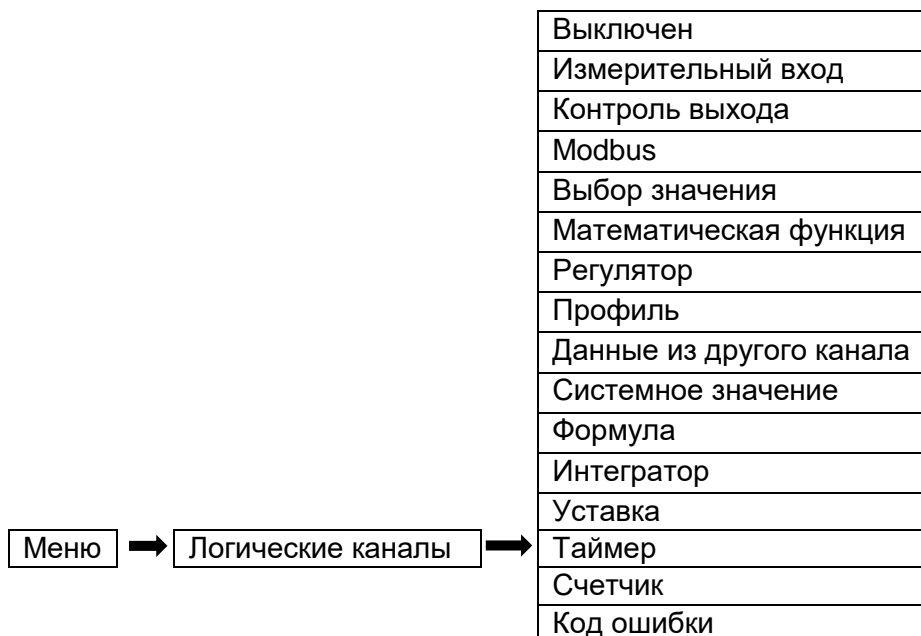 Выключен
Измерительный вход
Контроль выхода
Modbus
Выбор значения
Математическая функция
Регулятор
Профиль
Данные из другого канала
Системное значение
Формула
Интегратор
Уставка
Меню Логические каналы Таймер
Счетчик
Код ошибки